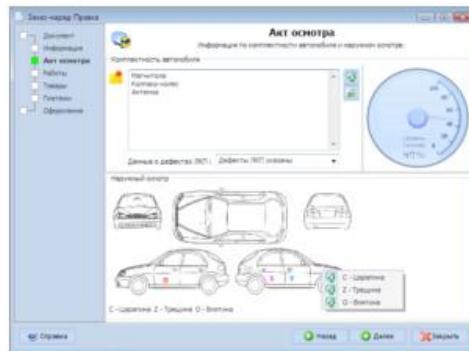 Заказ-наряд Правка
Документ
Информация
Акт осмотра
Работы
Товары
Платежи
Оформление
Акт осмотра
Информация по комплектности автомобиля и наружном осмотре.
Комплектность автомобиля
Магнитола
Колпаки колес
Антенна
Данные о дефектах ЛКП: Дефекты ЛКП указаны
Наружный осмотр
С - Царапина
Z - Трещина
О - Вмятина
С - Царапина Z - Трещина О - Вмятина
Справка
Назад
Далее
Закрыть